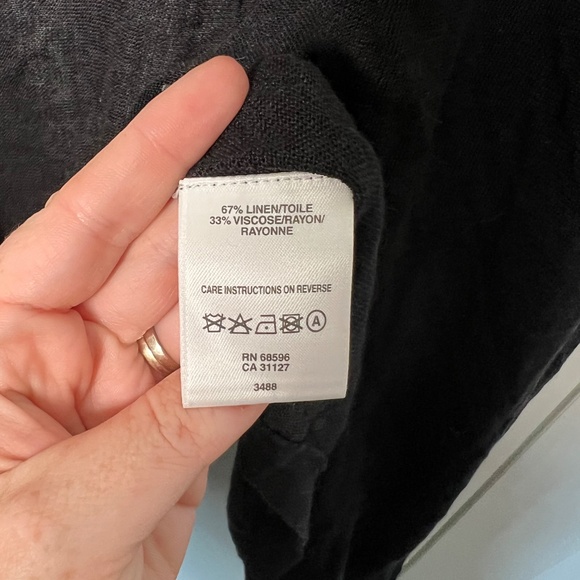 67% LINEN/TOILE
33% VISCOSE/RAYON/
RAYONNE
CARE INSTRUCTIONS ON REVERSE
A
RN 68596
CA 31127
3488